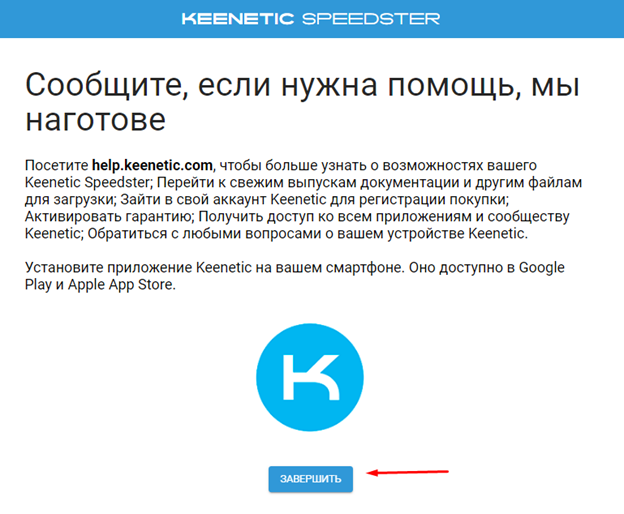 KEENETIC SPEEDSTER
Сообщите, если нужна помощь, мы
наготове
Посетите help.keenetic.com, чтобы больше узнать о возможностях вашего
Keenetic Speedster; Перейти к свежим выпускам документации и другим файлам
для загрузки; Зайти в свой аккаунт Keenetic для регистрации покупки;
Активировать гарантию; Получить доступ ко всем приложениям и сообществу
Keenetic; Обратиться с любыми вопросами о вашем устройстве Keenetic.
Установите приложение Keenetic на вашем смартфоне. Оно доступно в Google
Play и Apple App Store.
K
ЗАВЕРШИТЬ